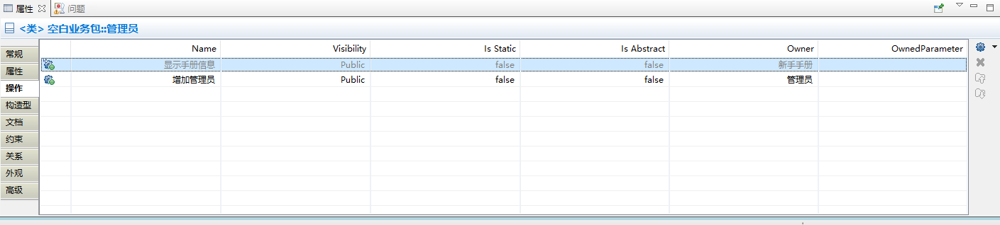 属性 问题
<类> 空白业务包::管理员
常规
属性
操作
构造型
文档
约束
关系
外观
高级
Name Visibility Is Static Is Abstract Owner OwnedParameter
显示手册信息 Public false false 新手手册
增加管理员 Public false false 管理员